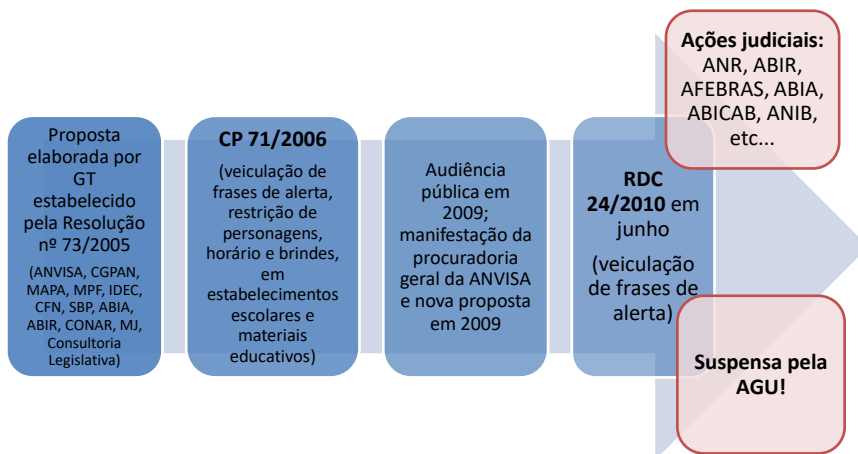 Proposta
elaborada por
GT
estabelecido
pela Resolução
nº 73/2005
(ANVISA, CGPAN,
MAPA, MPF, IDEC,
CFN, SBP, ABIA,
ABIR, CONAR, MJ,
Consultoria
Legislativa)
CP 71/2006
(veiculação de
frases de alerta,
restrição de
personagens,
horário e brindes,
em
estabelecimentos
escolares e
materiais
educativos)
Audiência
pública em
2009;
manifestação da
procuradoria
geral da ANVISA
e nova proposta
em 2009
RDC
24/2010 em
junho
(veiculação
de frases de
alerta)
Ações judiciais:
ANR, ABIR,
AFEBRAS, ABIA,
ABICAB, ANIB,
etc...
Suspensa pela
AGU!